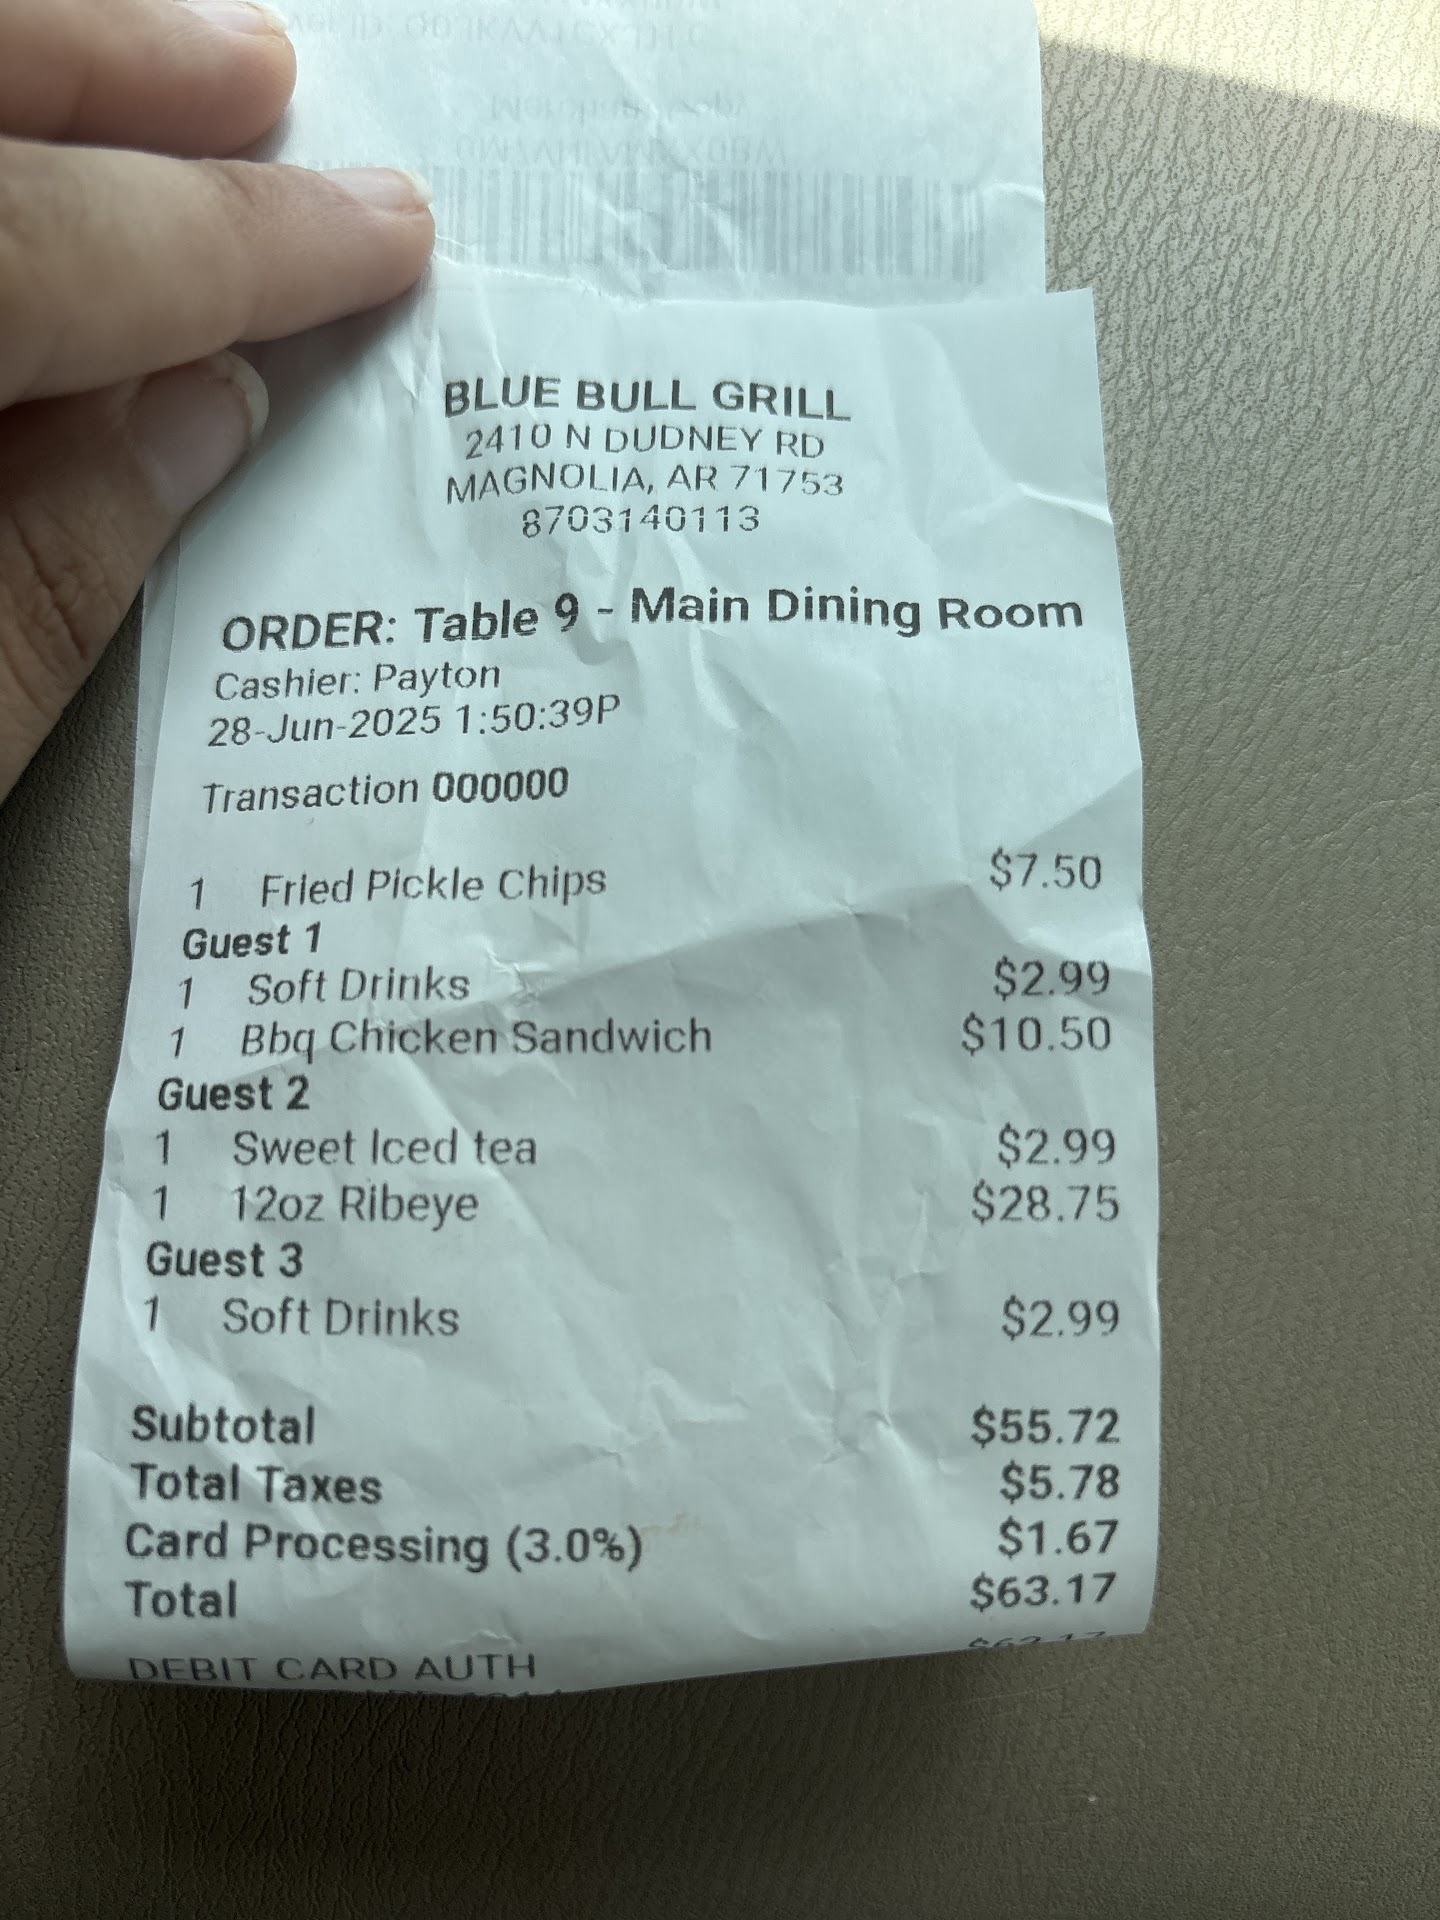 BLUE BULL GRILL
2410 N DUDNEY RD
MAGNOLIA, AR 71753
8703140113
ORDER: Table 9 - Main Dining Room
Cashier: Payton
28-Jun-2025 1:50:39P
Transaction 000000
1 Fried Pickle Chips $7.50
Guest 1
1 Soft Drinks $2.99
1 Bbq Chicken Sandwich $10.50
Guest 2
1 Sweet Iced tea $2.99
1 12oz Ribeye $28.75
Guest 3
1 Soft Drinks $2.99
Subtotal $55.72
Total Taxes $5.78
Card Processing (3.0%) $1.67
Total $63.17
DEBIT CARD AUTH $63.17